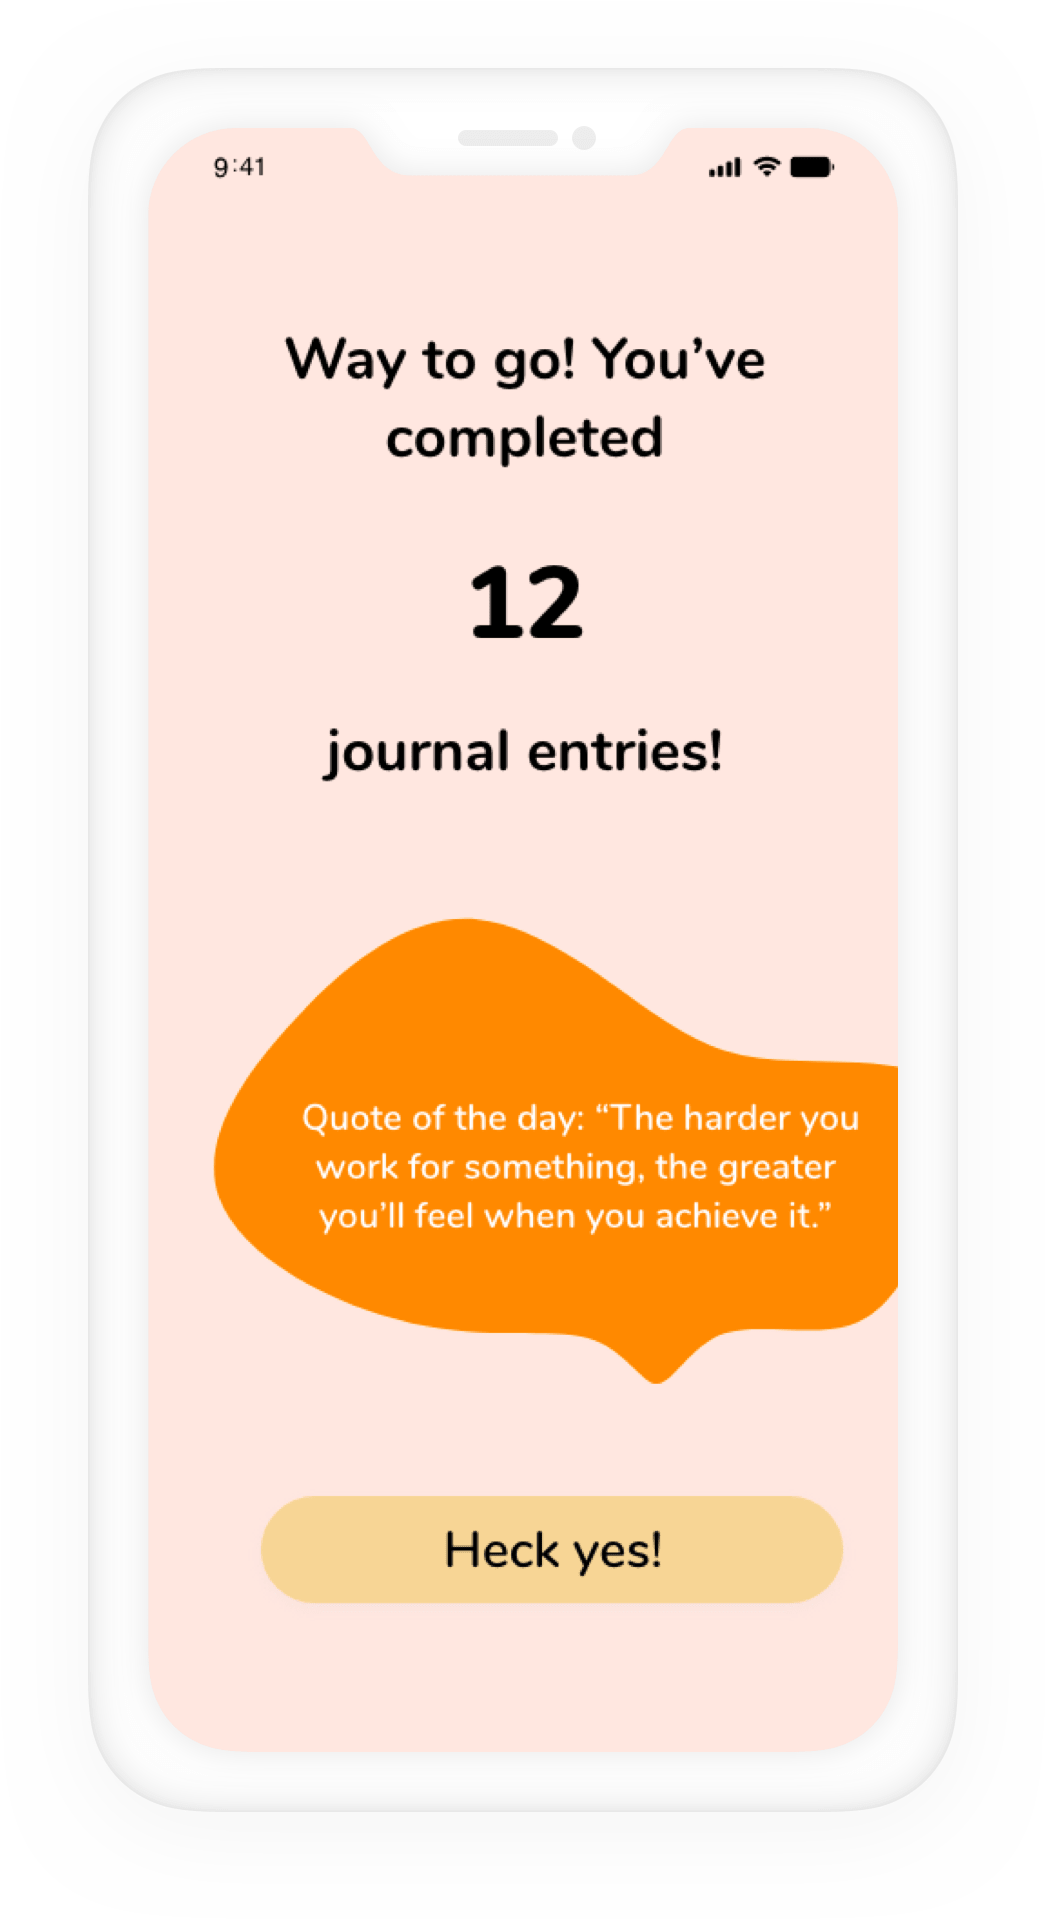 9:41
Way to go! You’ve
completed
12
journal entries!
Quote of the day: “The harder you
work for something, the greater
you’ll feel when you achieve it.”
Heck yes!